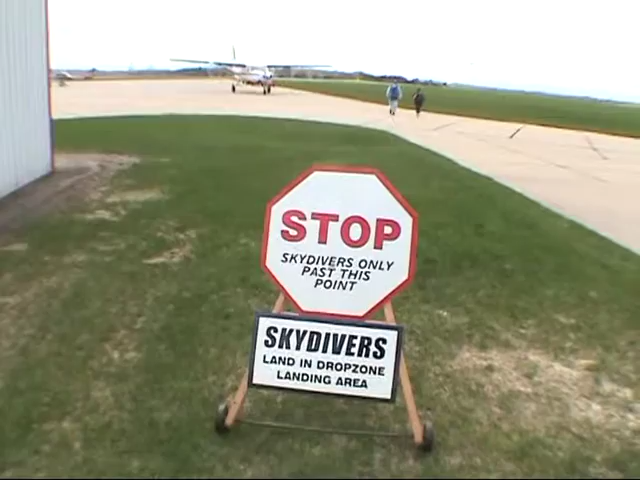 STOP
SKYDIVERS ONLY
PAST THIS
POINT
SKYDIVERS
LAND IN DROPZONE
LANDING AREA